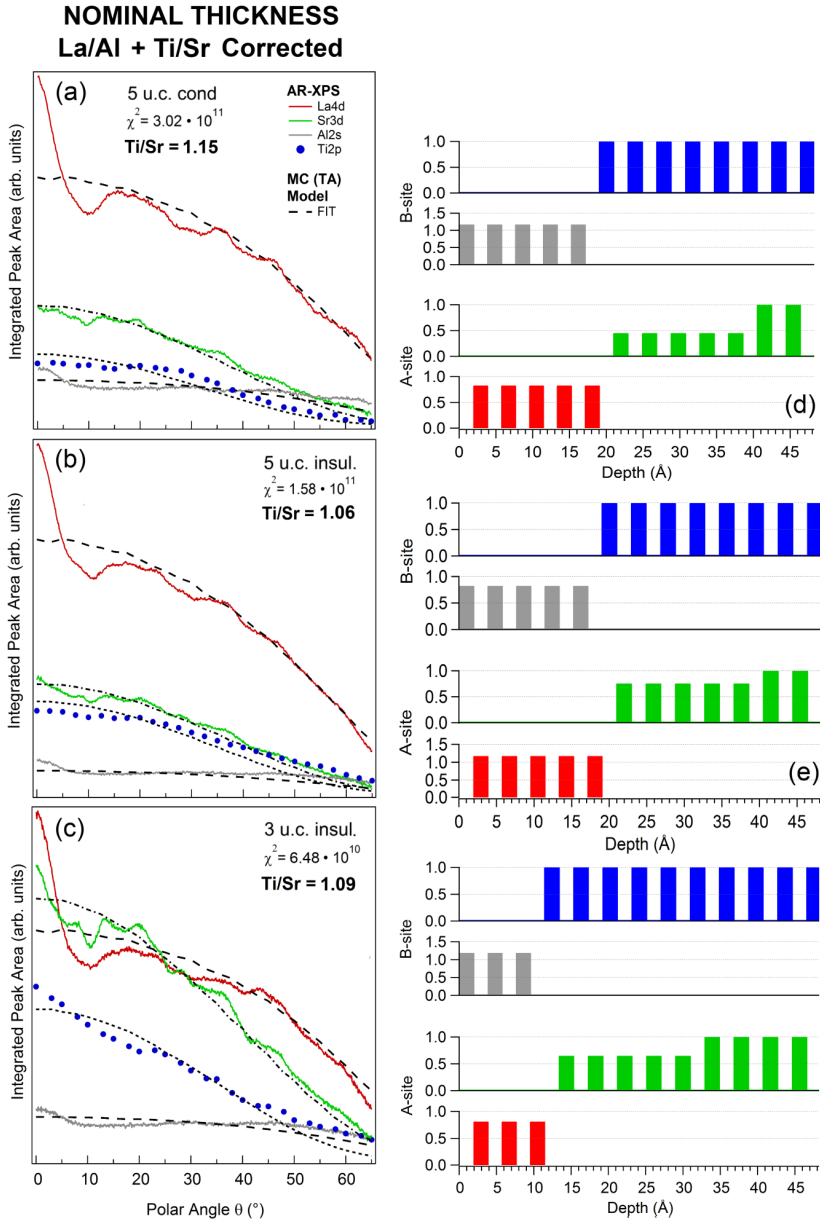 NOMINAL THICKNESS
La/Al + Ti/Sr Corrected
(a)
5 u.c. cond
χ² = 3.02 • 10¹¹
Ti/Sr = 1.15
AR-XPS
La4d
Sr3d
Al2s
Ti2p
MC (TA)
Model
FIT
Integrated Peak Area (arb. units)
(b)
5 u.c. insul.
χ² = 1.58 • 10¹¹
Ti/Sr = 1.06
Integrated Peak Area (arb. units)
(c)
3 u.c. insul.
χ² = 6.48 • 10¹⁰
Ti/Sr = 1.09
Integrated Peak Area (arb. units)
0 10 20 30 40 50 60
Polar Angle θ (°)
1.0
0.5
0.0
1.5
1.0
0.5
0.0
B-site
1.0
0.5
0.0
1.0
0.5
0.0
A-site
(d)
0 5 10 15 20 25 30 35 40 45
Depth (Å)
1.0
0.5
0.0
1.0
0.5
0.0
B-site
1.0
0.5
0.0
1.5
1.0
0.5
0.0
A-site
(e)
0 5 10 15 20 25 30 35 40 45
Depth (Å)
1.0
0.5
0.0
1.5
1.0
0.5
0.0
B-site
1.0
0.5
0.0
1.0
0.5
0.0
A-site
0 5 10 15 20 25 30 35 40 45
Depth (Å)